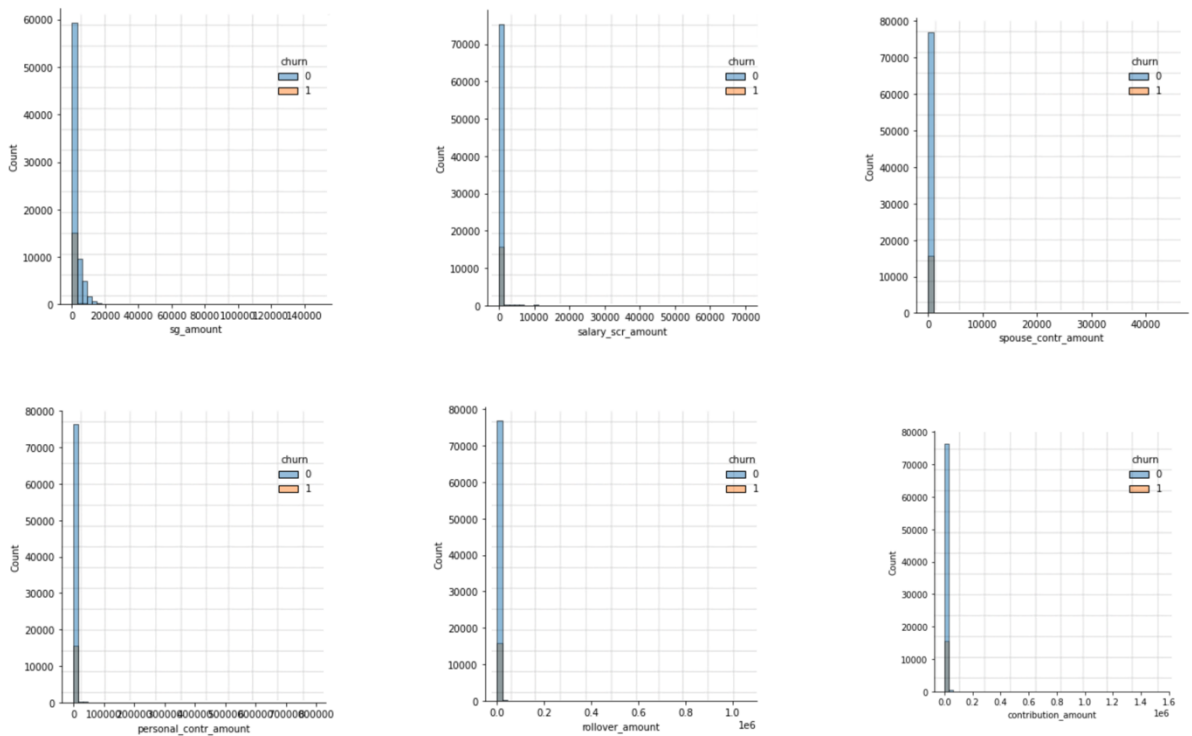 60000
50000
40000
30000
20000
10000
0
Count
churn
0
1
0 20000 40000 60000 80000 100000 120000 140000
sg_amount
70000
60000
50000
40000
30000
20000
10000
0
Count
churn
0
1
0 10000 20000 30000 40000 50000 60000 70000
salary_scr_amount
80000
70000
60000
50000
40000
30000
20000
10000
0
Count
churn
0
1
0 10000 20000 30000 40000
spouse_contr_amount
80000
70000
60000
50000
40000
30000
20000
10000
0
Count
churn
0
1
0 100000 200000 300000 400000 500000 600000 700000 800000
personal_contr_amount
80000
70000
60000
50000
40000
30000
20000
10000
0
Count
churn
0
1
0.0 0.2 0.4 0.6 0.8 1.0
1e6
rollover_amount
80000
70000
60000
50000
40000
30000
20000
10000
0
Count
churn
0
1
0.0 0.2 0.4 0.6 0.8 1.0 1.2 1.4 1.6
1e6
contribution_amount